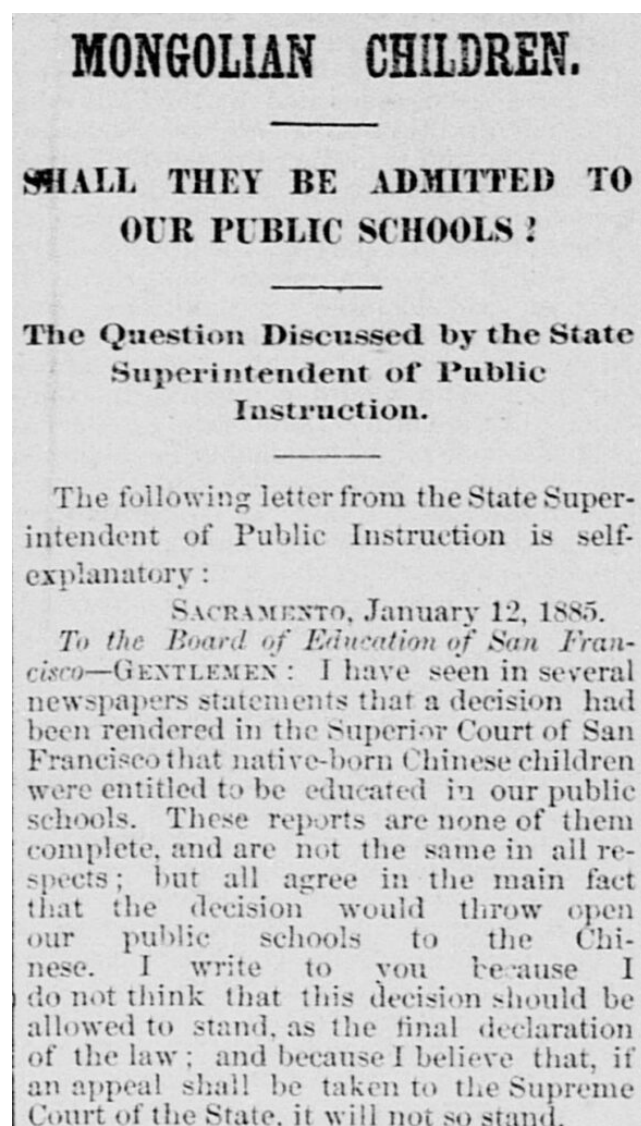 MONGOLIAN CHILDREN.
SHALL THEY BE ADMITTED TO
OUR PUBLIC SCHOOLS?
The Question Discussed by the State
Superintendent of Public
Instruction.
The following letter from the State Super-
intendent of Public Instruction is self-
explanatory:
SACRAMENTO, January 12, 1885.
To the Board of Education of San Fran-
cisco—GENTLEMEN: I have seen in several
newspapers statements that a decision had
been rendered in the Superior Court of San
Francisco that native-born Chinese children
were entitled to be educated in our public
schools. These reports are none of them
complete, and are not the same in all re-
spects; but all agree in the main fact
that the decision would throw open
our public schools to the Chi-
nese. I write to you because I
do not think that this decision should be
allowed to stand, as the final declaration
of the law; and because I believe that, if
an appeal shall be taken to the Supreme
Court of the State, it will not so stand.